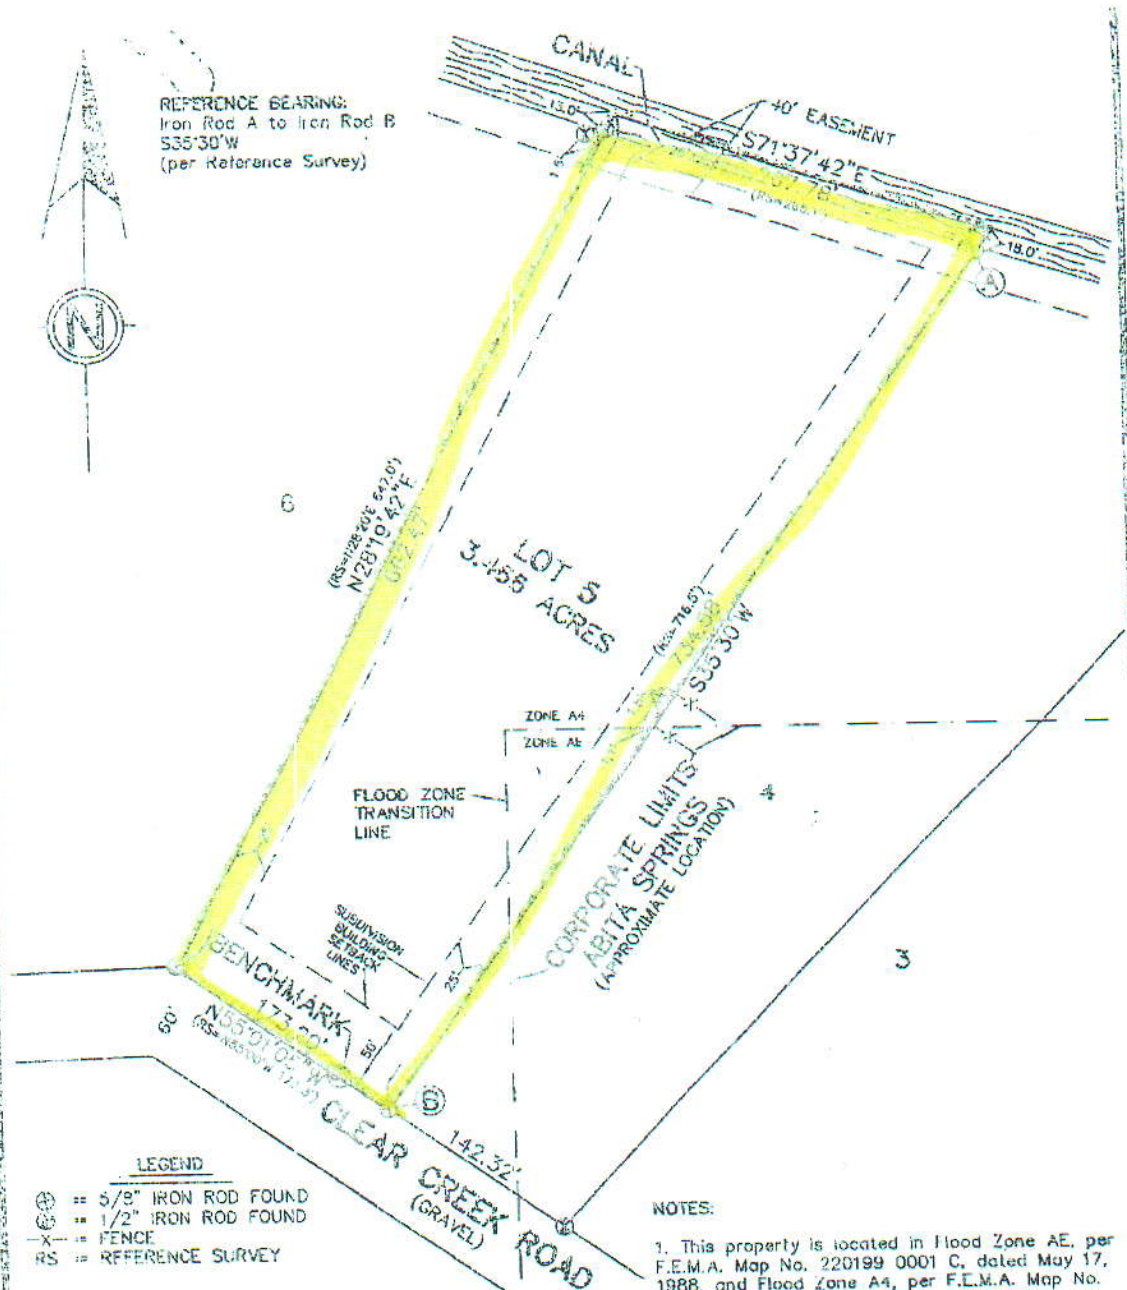 CANAL
REFERENCE BEARING:
Iron Rod A to Iron Rod B
S35°30'W
(per Reference Survey)
13.0'
40' EASEMENT
S71°37'42"E
18.0'
A
N
6
N28°19'42"E
LOT 5
ACRES
(RS=716.5')
S35°30'W
ZONE A4
ZONE AE
FLOOD ZONE
TRANSITION
LINE
4
CORPORATE LIMITS
ABITA SPRINGS
(APPROXIMATE LOCATION)
SUBDIVISION
BUILDING
SETBACK
LINES
25'
3
BENCHMARK
60'
50'
B
CLEAR CREEK ROAD
(GRAVEL)
142.32'
LEGEND
= 5/8" IRON ROD FOUND
= 1/2" IRON ROD FOUND
—X— = FENCE
RS = REFERENCE SURVEY
NOTES:
1. This property is located in Flood Zone AE, per
F.E.M.A. Map No. 220199 0001 C, dated May 17,
1988, and Flood Zone A4, per F.E.M.A. Map No.